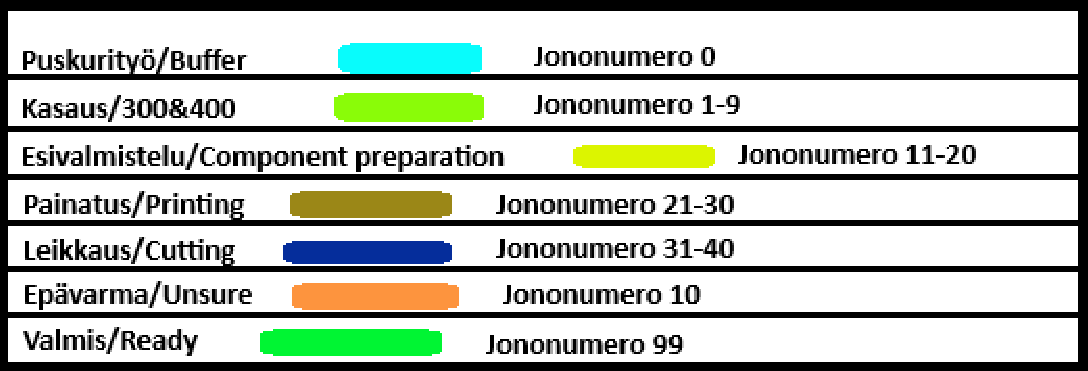 Puskurityö/Buffer Jononumero 0
Kasaus/300&400 Jononumero 1-9
Esivalmistelu/Component preparation Jononumero 11-20
Painatus/Printing Jononumero 21-30
Leikkaus/Cutting Jononumero 31-40
Epävarma/Unsure Jononumero 10
Valmis/Ready Jononumero 99